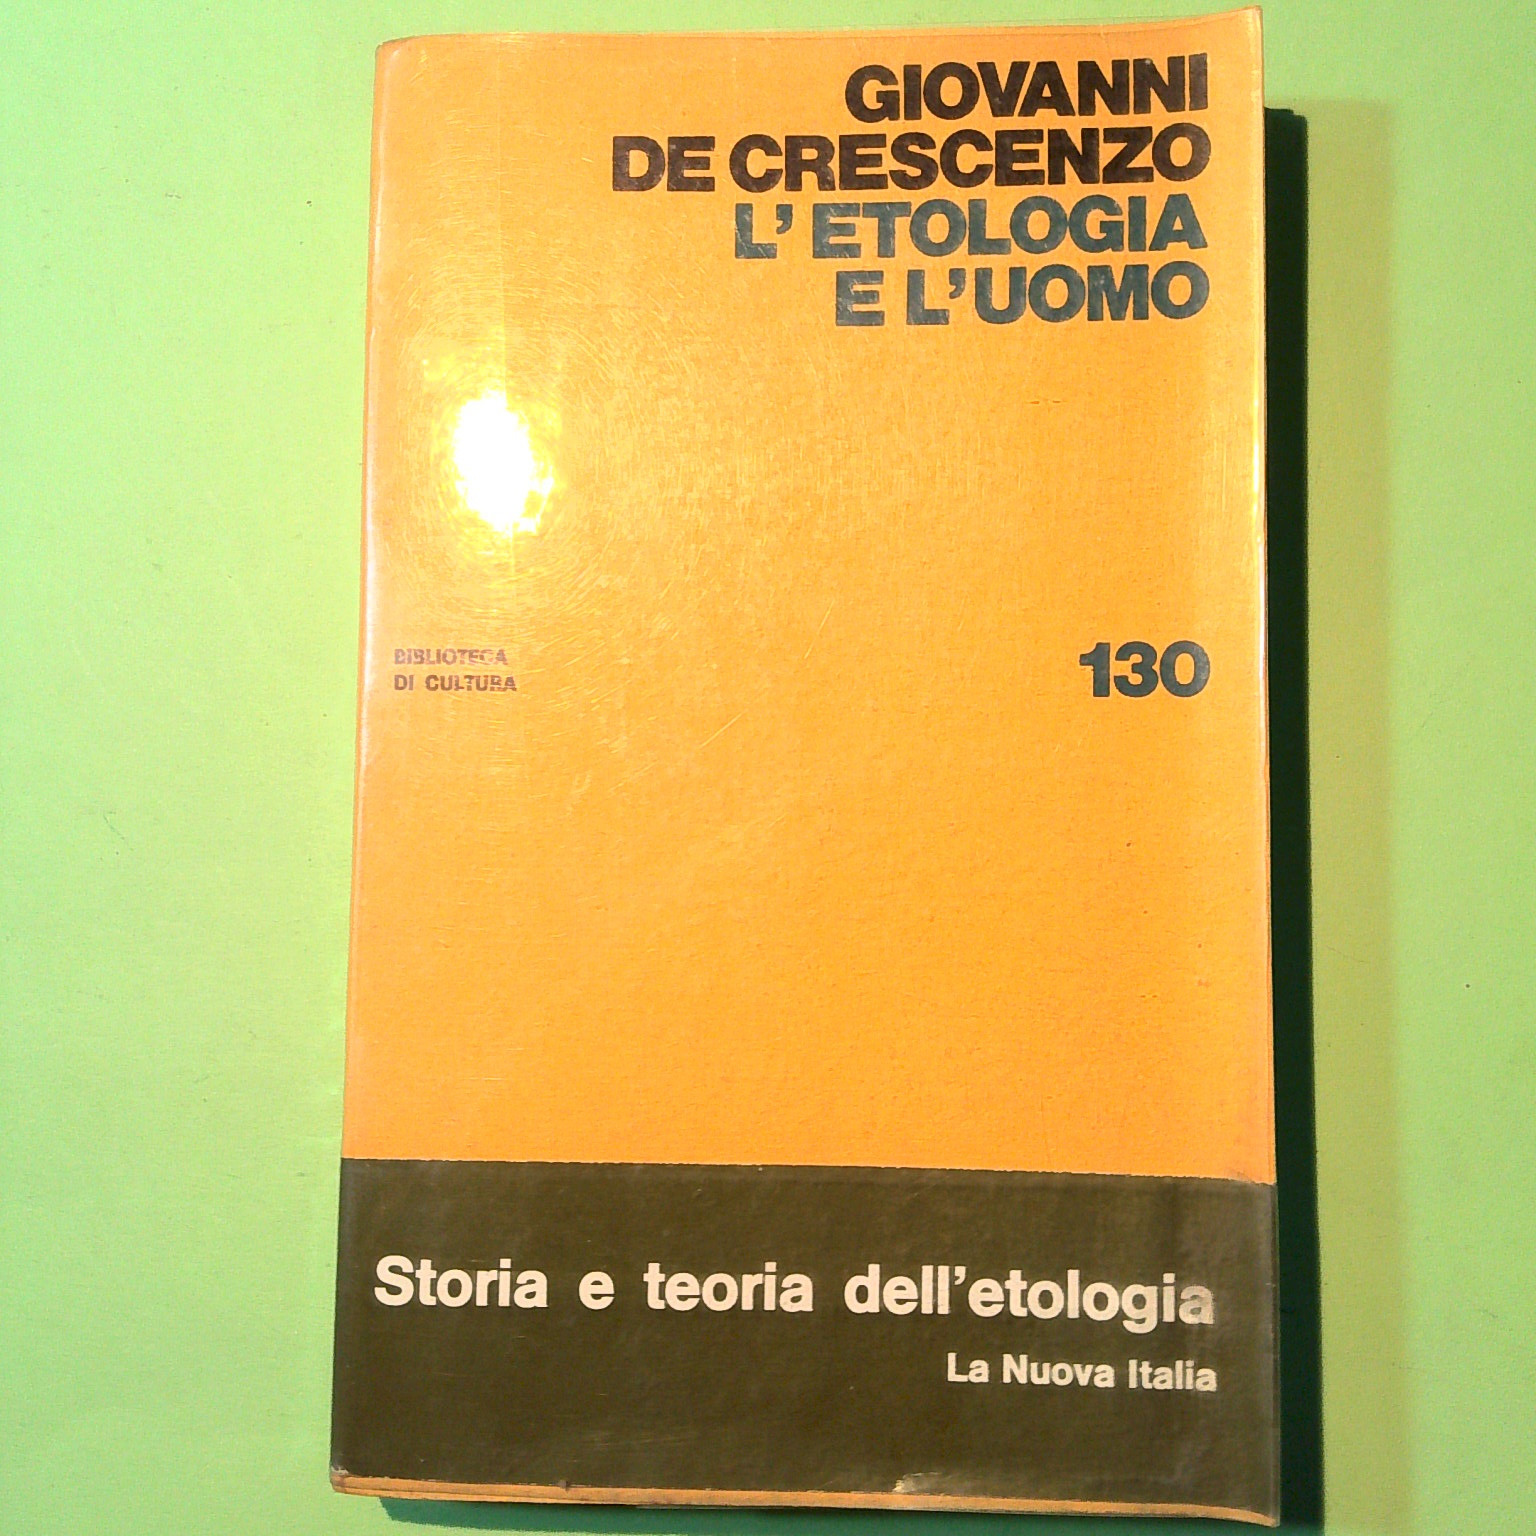 GIOVANNI
DE CRESCENZO
L'ETOLOGIA
E L'UOMO
BIBLIOTECA
DI CULTURA
130
Storia e teoria dell'etologia
La Nuova Italia